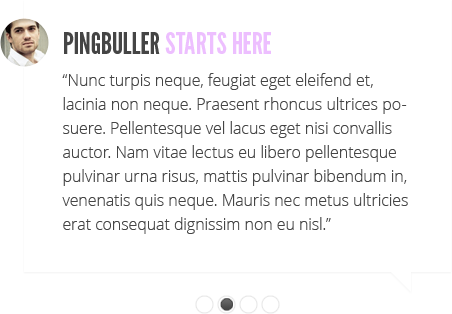 PINGBULLER STARTS HERE
“Nunc turpis neque, feugiat eget eleifend et,
lacinia non neque. Praesent rhoncus ultrices po-
suere. Pellentesque vel lacus eget nisi convallis
auctor. Nam vitae lectus eu libero pellentesque
pulvinar urna risus, mattis pulvinar bibendum in,
venenatis quis neque. Mauris nec metus ultricies
erat consequat dignissim non eu nisl.”